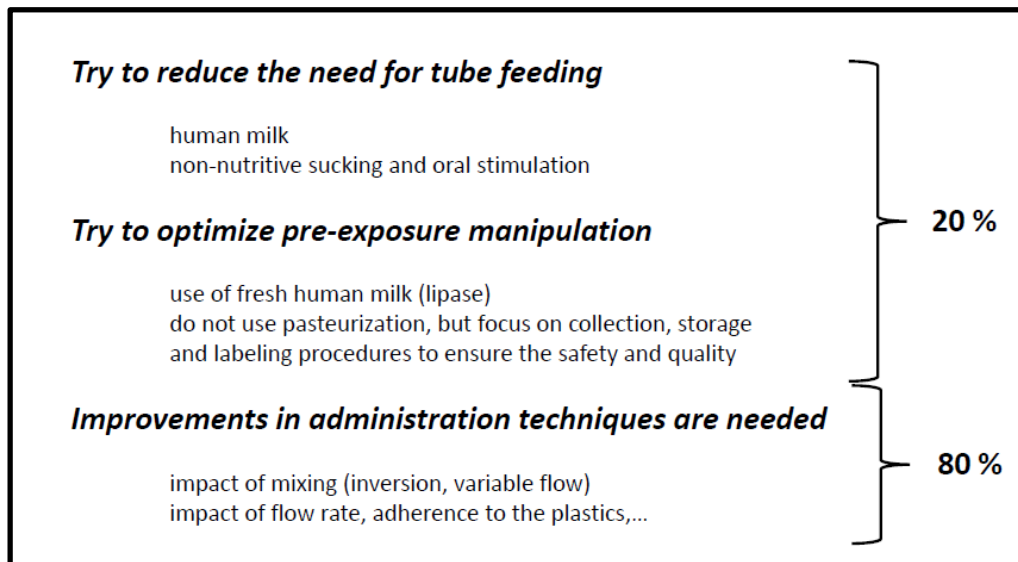 Try to reduce the need for tube feeding
human milk
non-nutritive sucking and oral stimulation
Try to optimize pre-exposure manipulation
20 %
use of fresh human milk (lipase)
do not use pasteurization, but focus on collection, storage
and labeling procedures to ensure the safety and quality
Improvements in administration techniques are needed
80 %
impact of mixing (inversion, variable flow)
impact of flow rate, adherence to the plastics,...